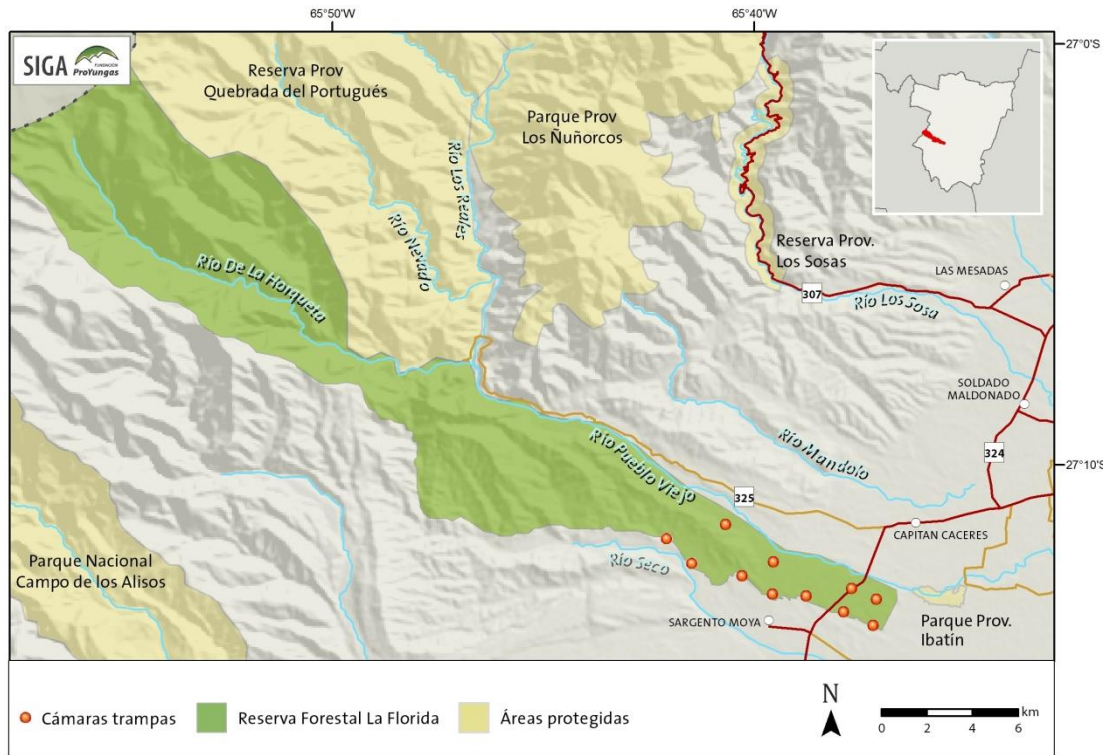 65°50'W
65°40'W
27°0'S
SIGA
FUNDACIÓN
ProYungas
Reserva Prov
Quebrada del Portugués
Parque Prov
Los Ñuñorcos
Río Los Reales
Río Nevado
Río De La Horqueta
Reserva Prov.
Los Sosas
LAS MESADAS
307
Río Los Sosa
SOLDADO
MALDONADO
Río Mandolo
324
27°10'S
Río Pueblo Viejo
325
CAPITAN CACERES
Río Seco
Parque Nacional
Campo de los Alisos
SARGENTO MOYA
Parque Prov.
Ibatín
Cámaras trampas
Reserva Forestal La Florida
Áreas protegidas
N
km
0 2 4 6